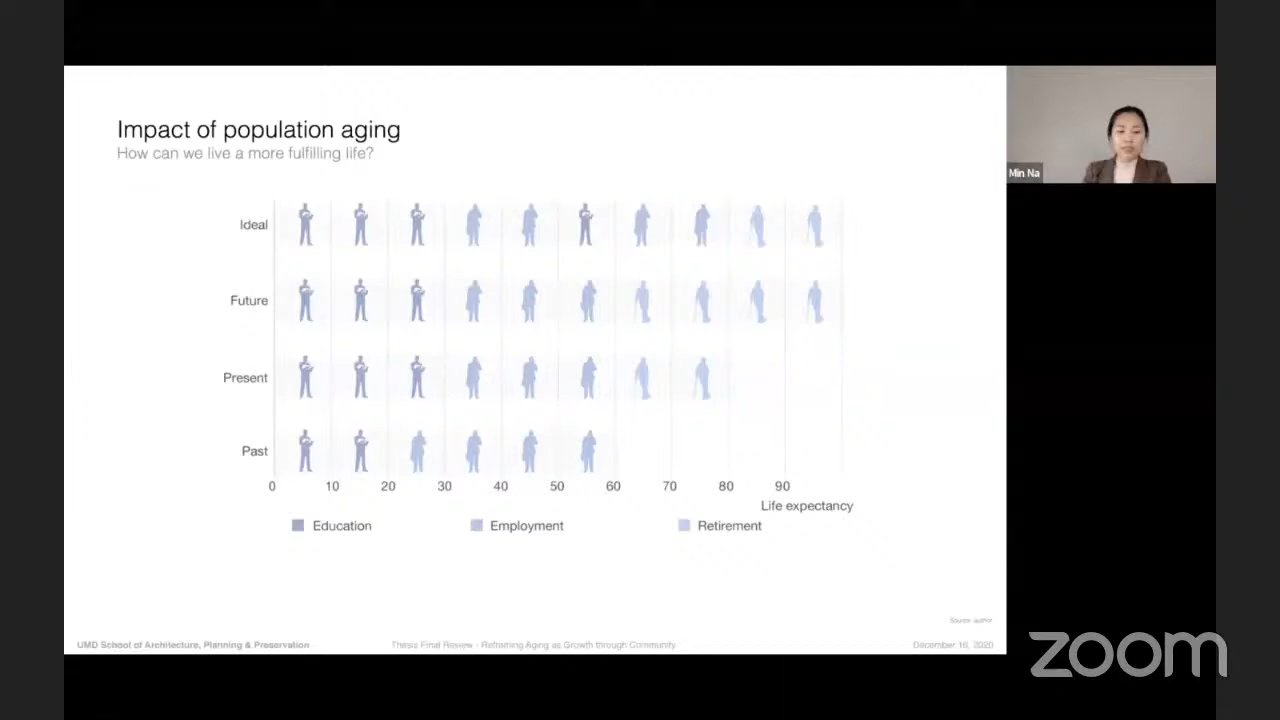 Impact of population aging
How can we live a more fulfilling life?
Min Na
Ideal
Future
Present
Past
0 10 20 30 40 50 60 70 80 90
Life expectancy
Education Employment Retirement
Source: author
UMD School of Architecture, Planning & Preservation Thesis Final Review - Reframing Aging as Growth through Community December 16, 2020
zoom